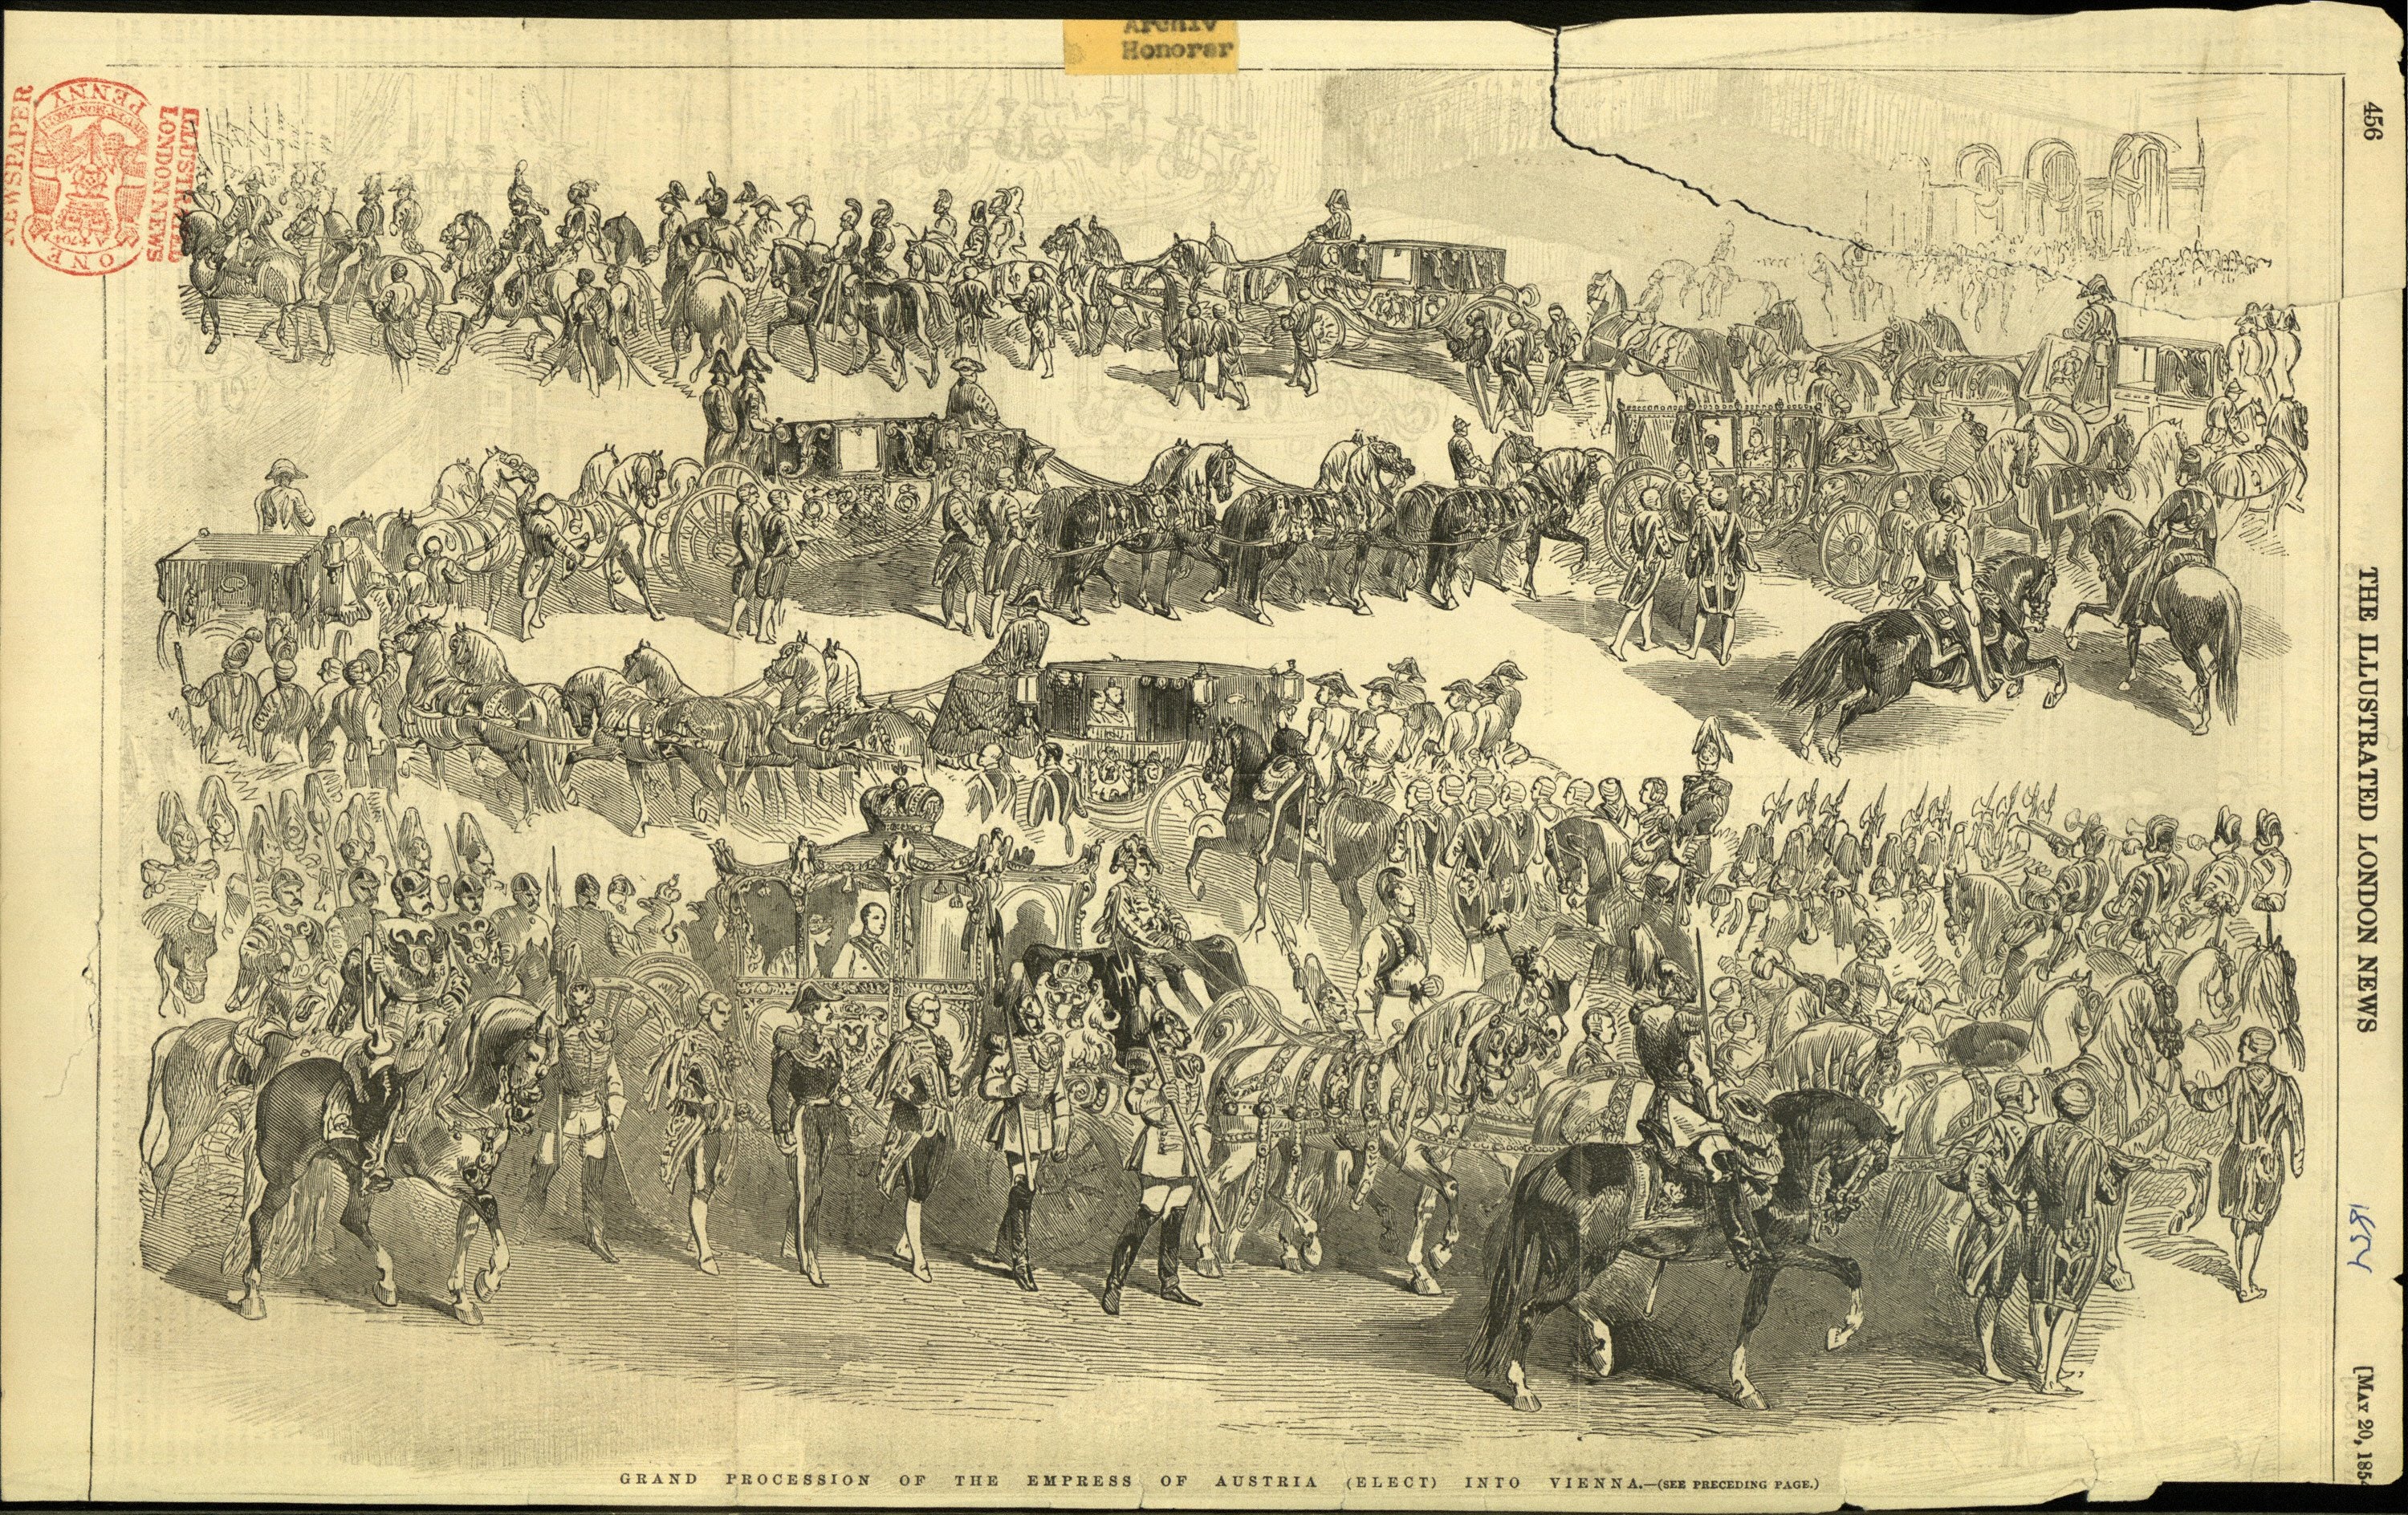 Archiv
Honorar
NEWSPAPER
ONE
PENNY
ILLUSTRATED
LONDON NEWS
456
THE ILLUSTRATED LONDON NEWS
1854
[MAY 20, 185
GRAND PROCESSION OF THE EMPRESS OF AUSTRIA (ELECT) INTO VIENNA.—(SEE PRECEDING PAGE.)